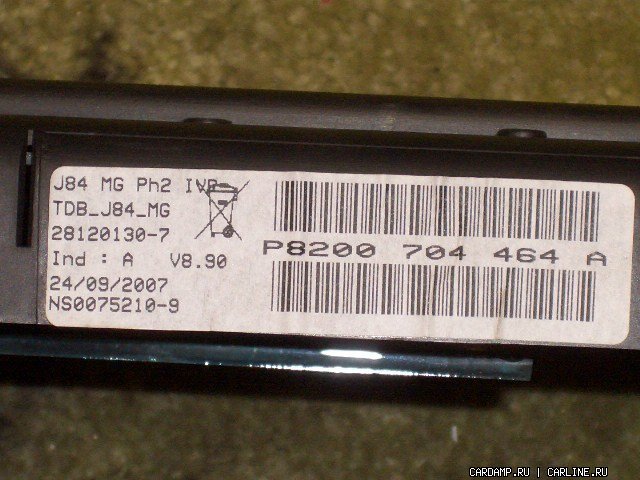 J84 MG Ph2 IVP
TDB_J84_MG
28120130-7
Ind : A V8.90
24/09/2007
NS0075210-9
P8200 704 464 A
CARDAMP.RU | CARLINE.RU